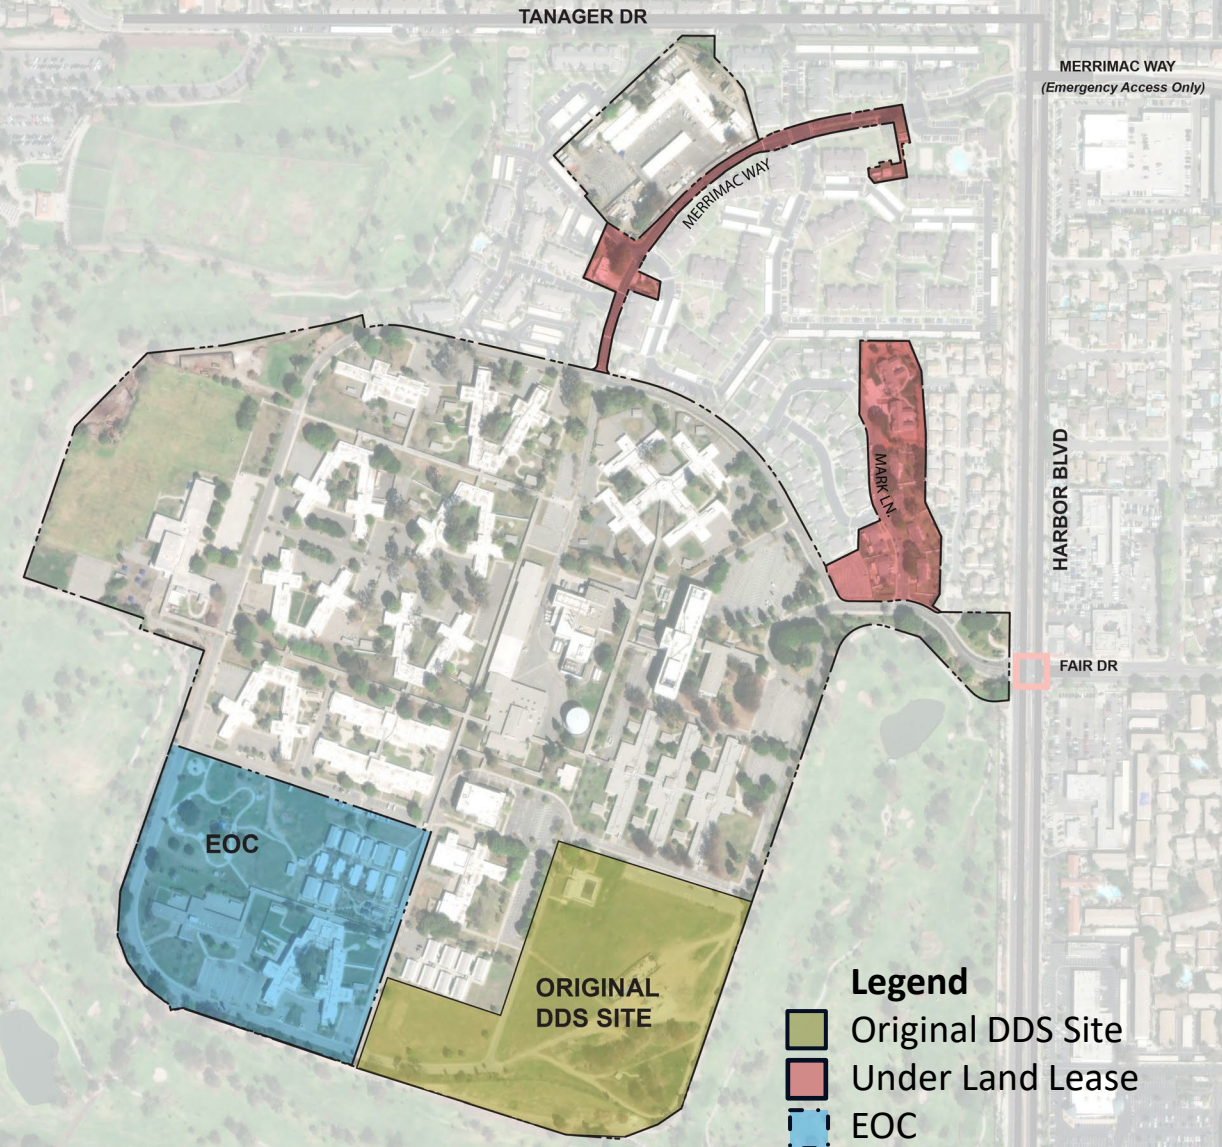 TANAGER DR
MERRIMAC WAY
(Emergency Access Only)
MERRIMAC WAY
MARK LN.
HARBOR BLVD
FAIR DR
EOC
ORIGINAL
DDS SITE
Legend
Original DDS Site
Under Land Lease
EOC